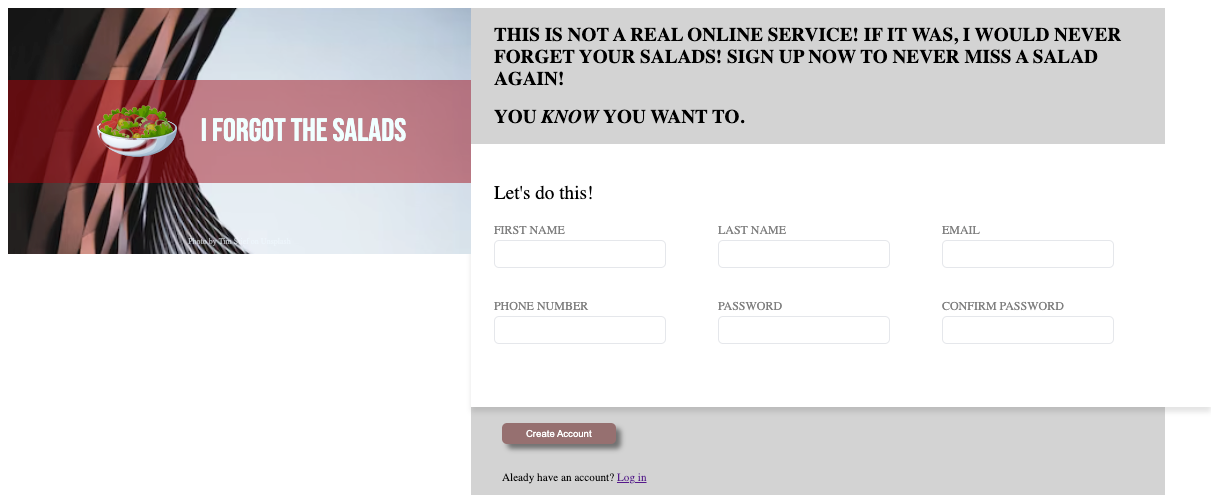 I FORGOT THE SALADS
Photo by Tim
THIS IS NOT A REAL ONLINE SERVICE! IF IT WAS, I WOULD NEVER
FORGET YOUR SALADS! SIGN UP NOW TO NEVER MISS A SALAD
AGAIN!
YOU KNOW YOU WANT TO.
Let's do this!
FIRST NAME LAST NAME EMAIL
PHONE NUMBER PASSWORD CONFIRM PASSWORD
Create Account
Aleady have an account? Log in